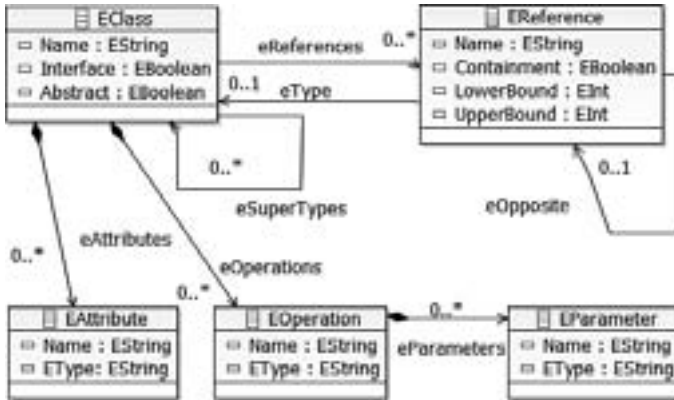 EClass
Name : EString
Interface : EBoolean
Abstract : EBoolean
eReferences
0..*
EReference
Name : EString
Containment : EBoolean
LowerBound : EInt
UpperBound : EInt
0..1
eType
0..*
eSuperTypes
0..1
eOpposite
eAttributes
0..*
eOperations
0..*
EAttribute
Name : EString
EType: EString
EOperation
Name : EString
EType : EString
0..*
eParameters
EParameter
Name : EString
EType : EString